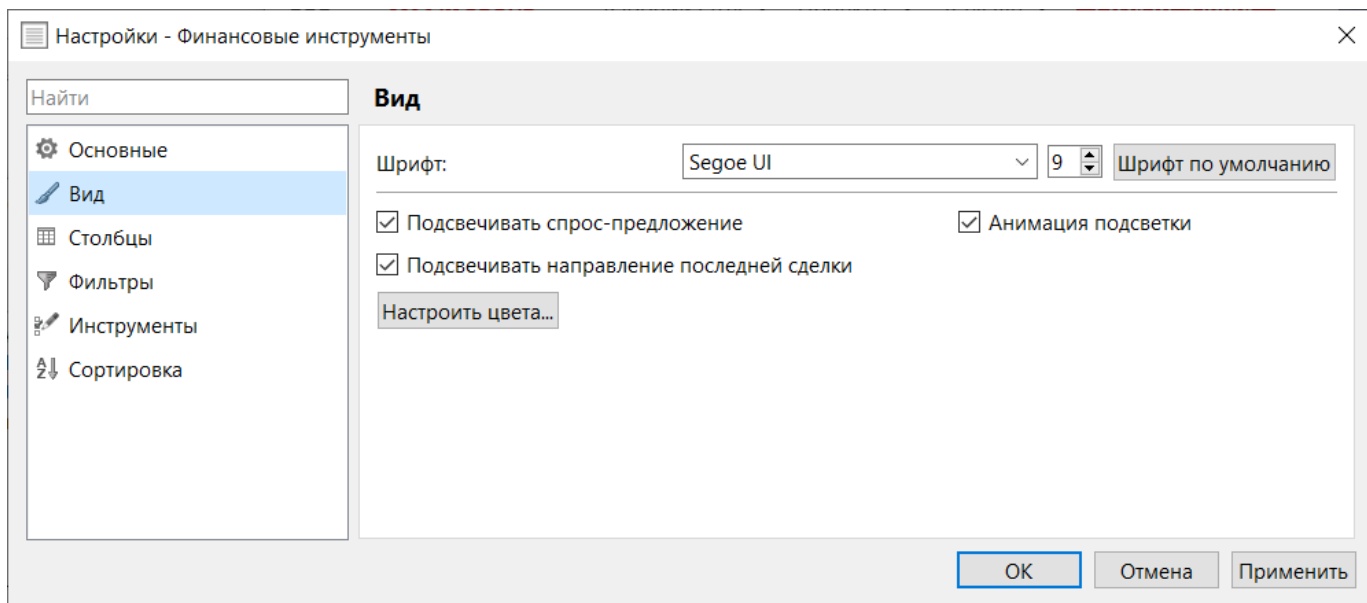 Настройки - Финансовые инструменты
Найти
Основные
Вид
Столбцы
Фильтры
Инструменты
Сортировка
Вид
Шрифт: Segoe UI 9 Шрифт по умолчанию
Подсвечивать спрос-предложение Анимация подсветки
Подсвечивать направление последней сделки
Настроить цвета...
OK Отмена Применить